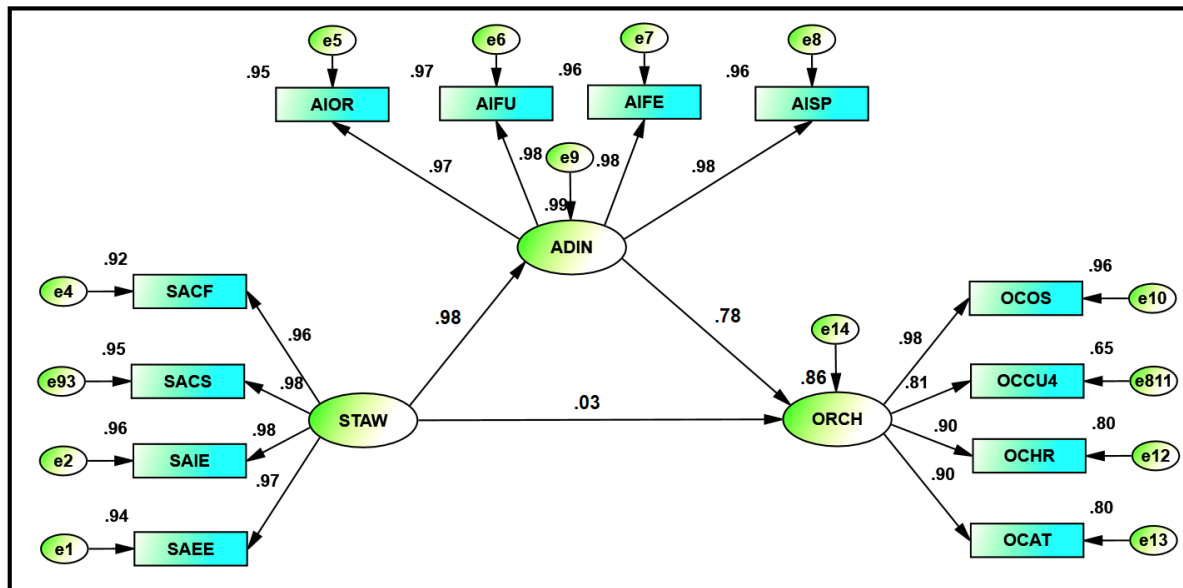 e5 e6 e7 e8
.95 .97 .96 .96
AIOR AIFU AIFE AISP
.97 .98 e9 .98 .98
.99
ADIN
.92 .96
e4 SACF OCOS e10
.96 .98 .78 e14 .98
.95 .65
e93 SACS .98 .86 .81 OCCU4 e811
STAW .03 ORCH
.96 .98 .90 .80
e2 SAIE OCHR e12
.97 .90
.94 .80
e1 SAEE OCAT e13